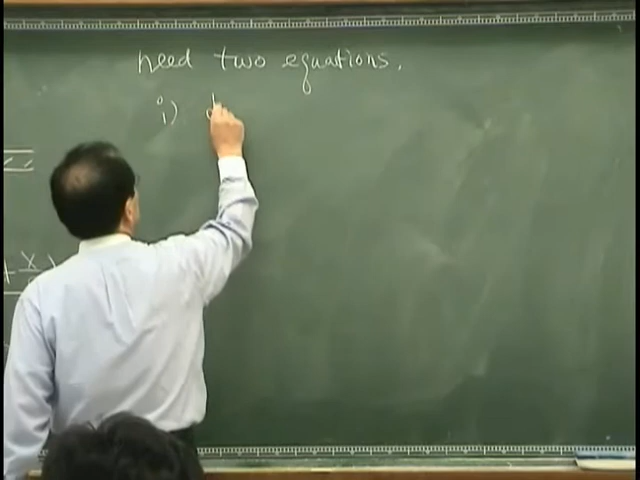 need two equations.
i) d
+ x